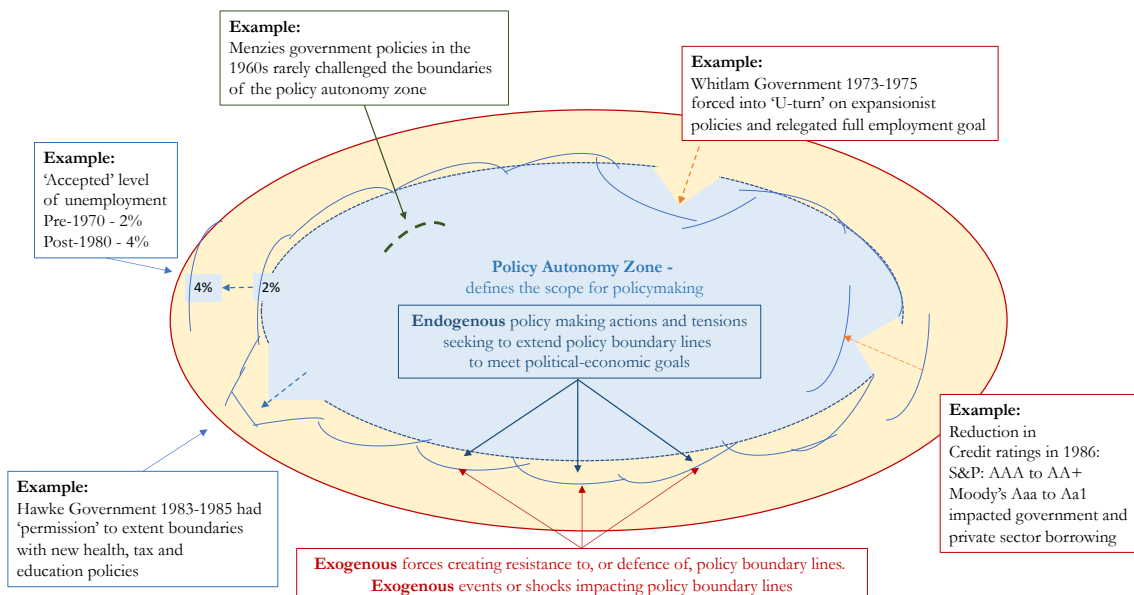 Example:
Menzies government policies in the
1960s rarely challenged the boundaries
of the policy autonomy zone
Example:
Whitlam Government 1973-1975
forced into ‘U-turn’ on expansionist
policies and relegated full employment goal
Example:
‘Accepted’ level
of unemployment
Pre-1970 - 2%
Post-1980 - 4%
4%
2%
Policy Autonomy Zone -
defines the scope for policymaking
Endogenous policy making actions and tensions
seeking to extend policy boundary lines
to meet political-economic goals
Example:
Reduction in
Credit ratings in 1986:
S&P: AAA to AA+
Moody’s Aaa to Aa1
impacted government and
private sector borrowing
Example:
Hawke Government 1983-1985 had
‘permission’ to extent boundaries
with new health, tax and
education policies
Exogenous forces creating resistance to, or defence of, policy boundary lines.
Exogenous events or shocks impacting policy boundary lines